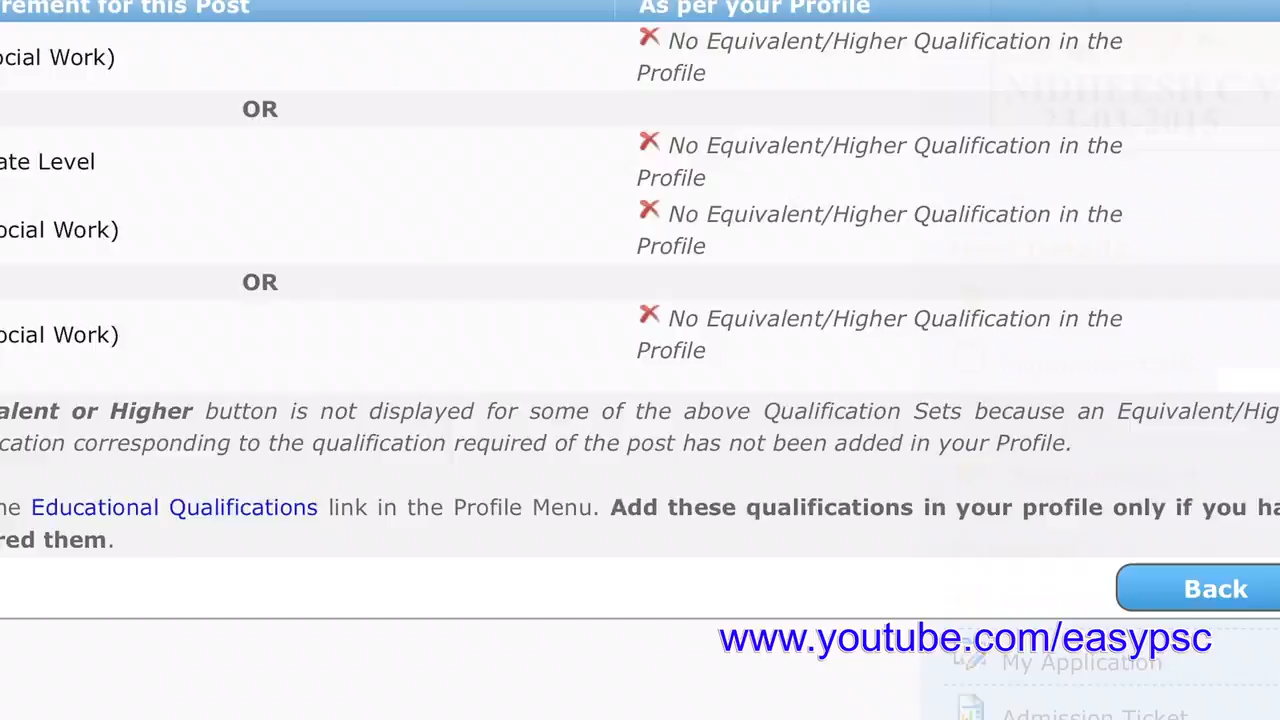 rement for this Post As per your Profile
ocial Work) No Equivalent/Higher Qualification in the
Profile
OR
ate Level No Equivalent/Higher Qualification in the
Profile
ocial Work) No Equivalent/Higher Qualification in the
Profile
OR
ocial Work) No Equivalent/Higher Qualification in the
Profile
alent or Higher button is not displayed for some of the above Qualification Sets because an Equivalent/Hig
cation corresponding to the qualification required of the post has not been added in your Profile.
ne Educational Qualifications link in the Profile Menu. Add these qualifications in your profile only if you ha
red them.
Back
www.youtube.com/easypsc
My Application
Admission Ticket
NIDHEESH C V
23-03-2015